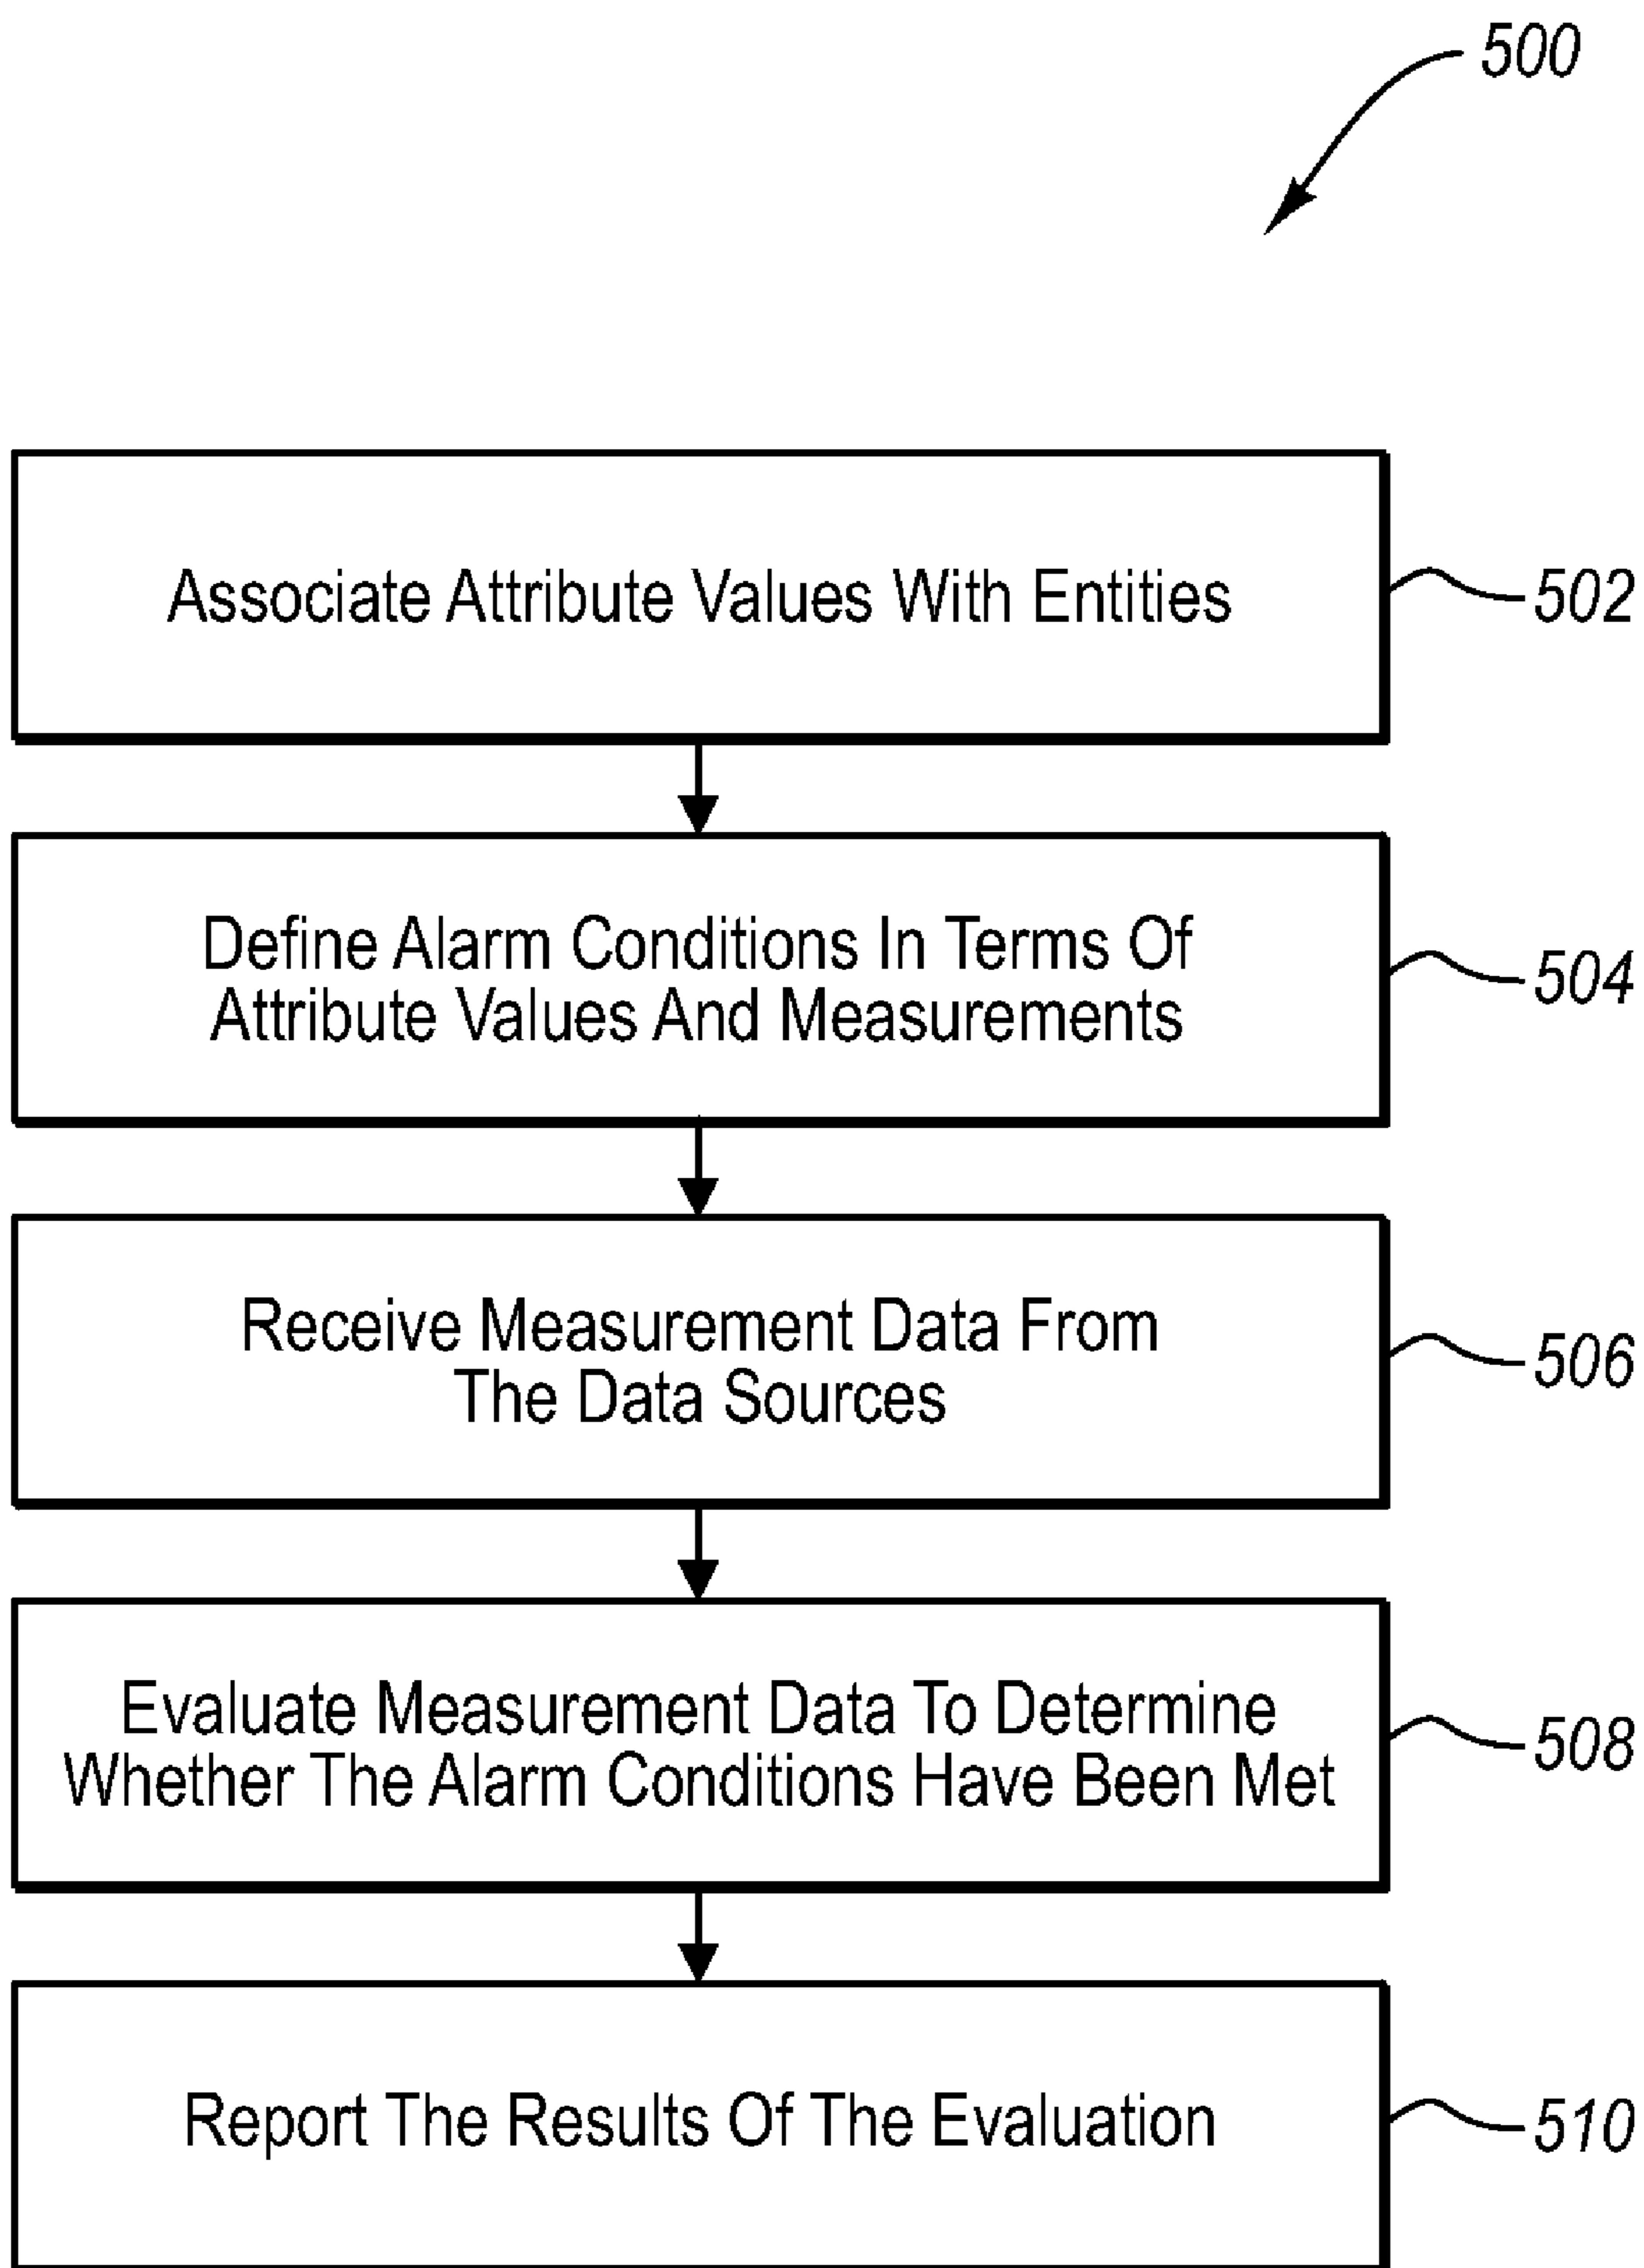 500
Associate Attribute Values With Entities
502
Define Alarm Conditions In Terms Of
Attribute Values And Measurements
504
Receive Measurement Data From
The Data Sources
506
Evaluate Measurement Data To Determine
Whether The Alarm Conditions Have Been Met
508
Report The Results Of The Evaluation
510